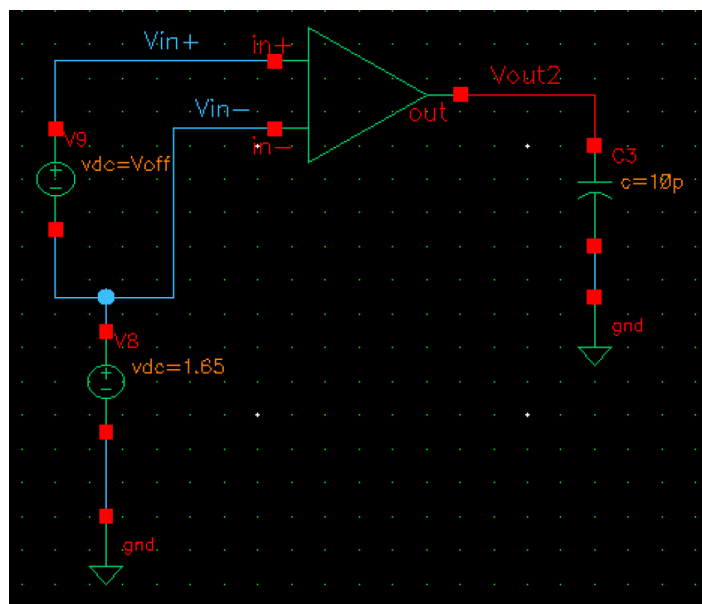 Vin+
in+
Vin-
in-
Vout2
out
V9
vdc=Voff
C3
c=10p
gnd
V8
vdc=1.65
gnd